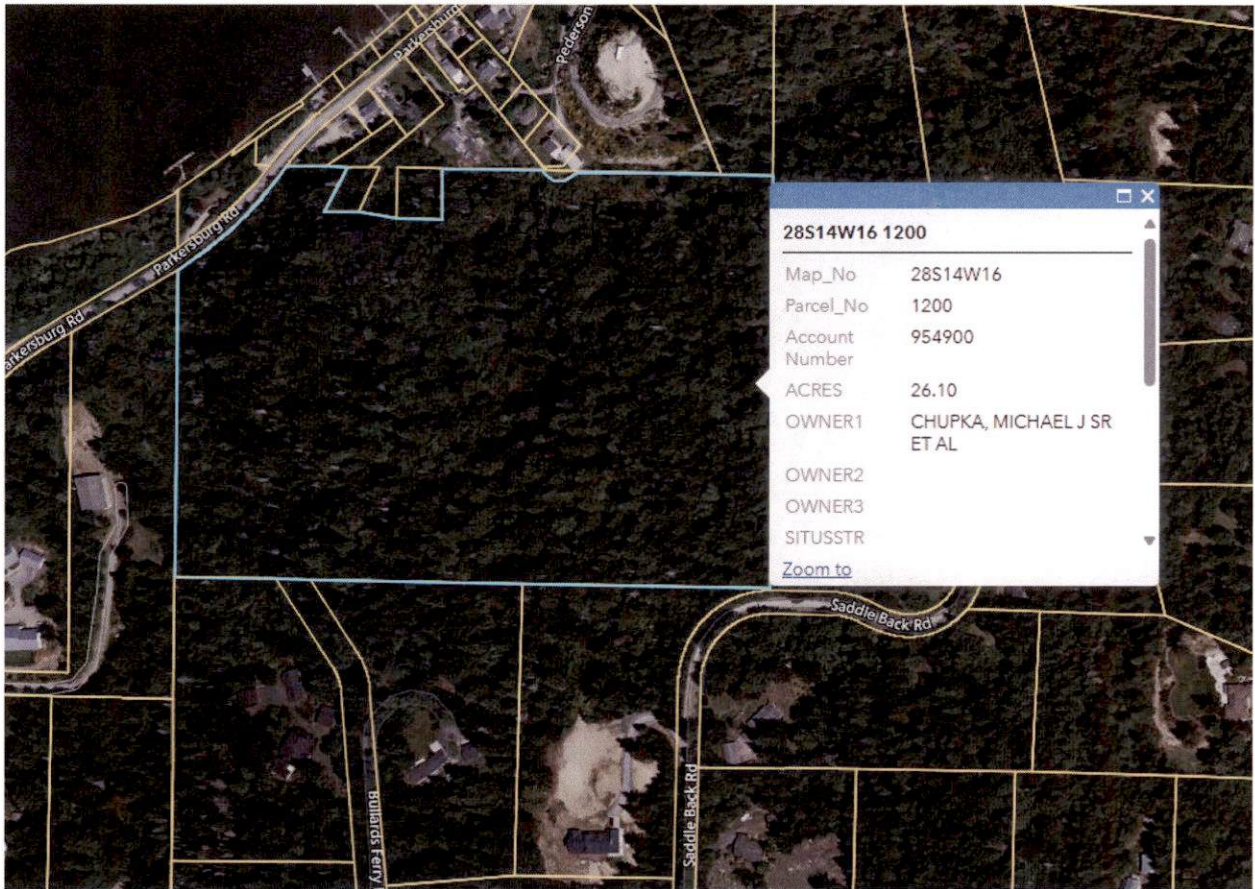 Parkersburg
Pederson
28S14W16 1200
Map_No 28S14W16
Parcel_No 1200
Account Number 954900
ACRES 26.10
OWNER1 CHUPKA, MICHAEL J SR
ET AL
OWNER2
OWNER3
SITUSSTR
Zoom to
Parkersburg Rd
arkersburg Rd
Saddle Back Rd
Saddle Back Rd
Bullards Ferry